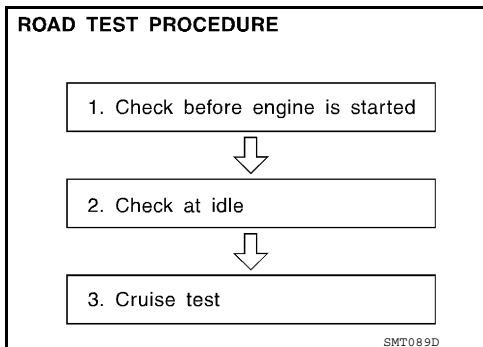 ROAD TEST PROCEDURE
1. Check before engine is started
2. Check at idle
3. Cruise test
SMT089D